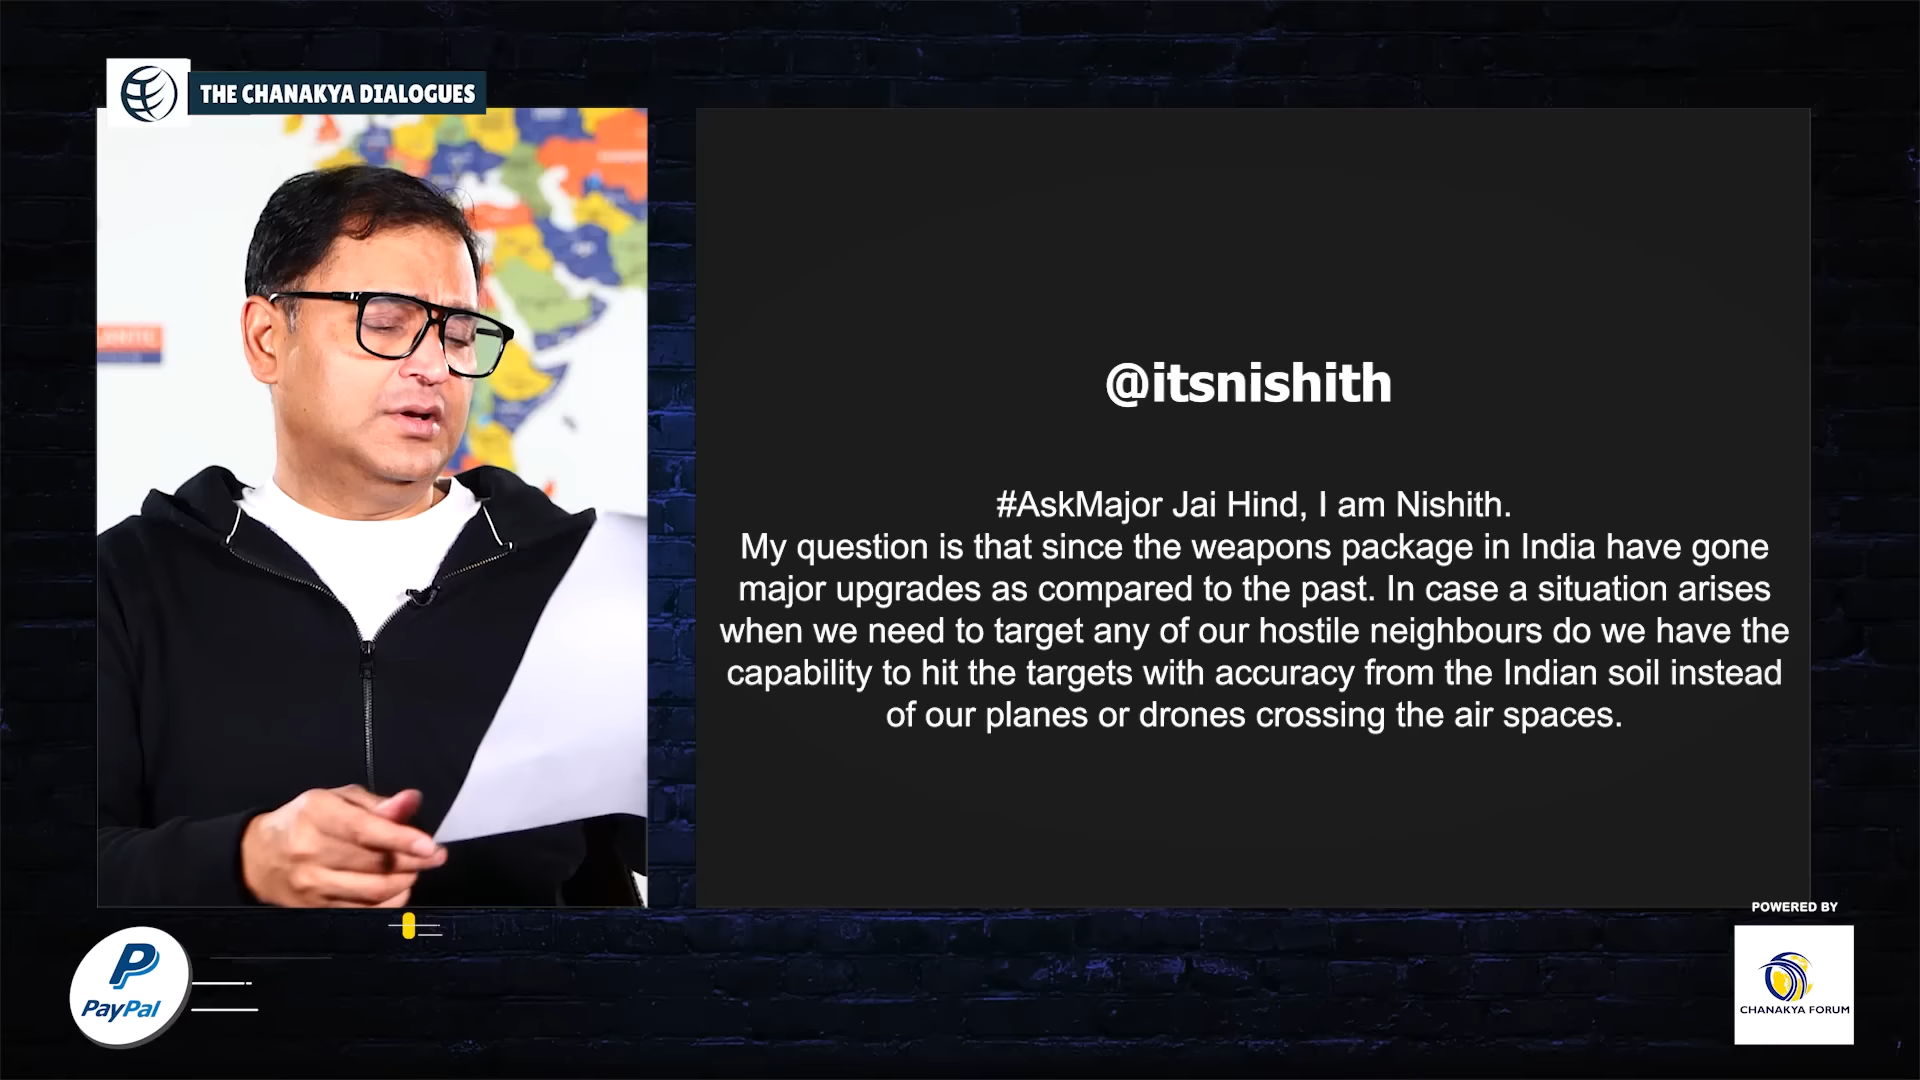 THE CHANAKYA DIALOGUES
@itsnishith
#AskMajor Jai Hind, I am Nishith.
My question is that since the weapons package in India have gone
major upgrades as compared to the past. In case a situation arises
when we need to target any of our hostile neighbours do we have the
capability to hit the targets with accuracy from the Indian soil instead
of our planes or drones crossing the air spaces.
POWERED BY
PayPal
CHANAKYA FORUM